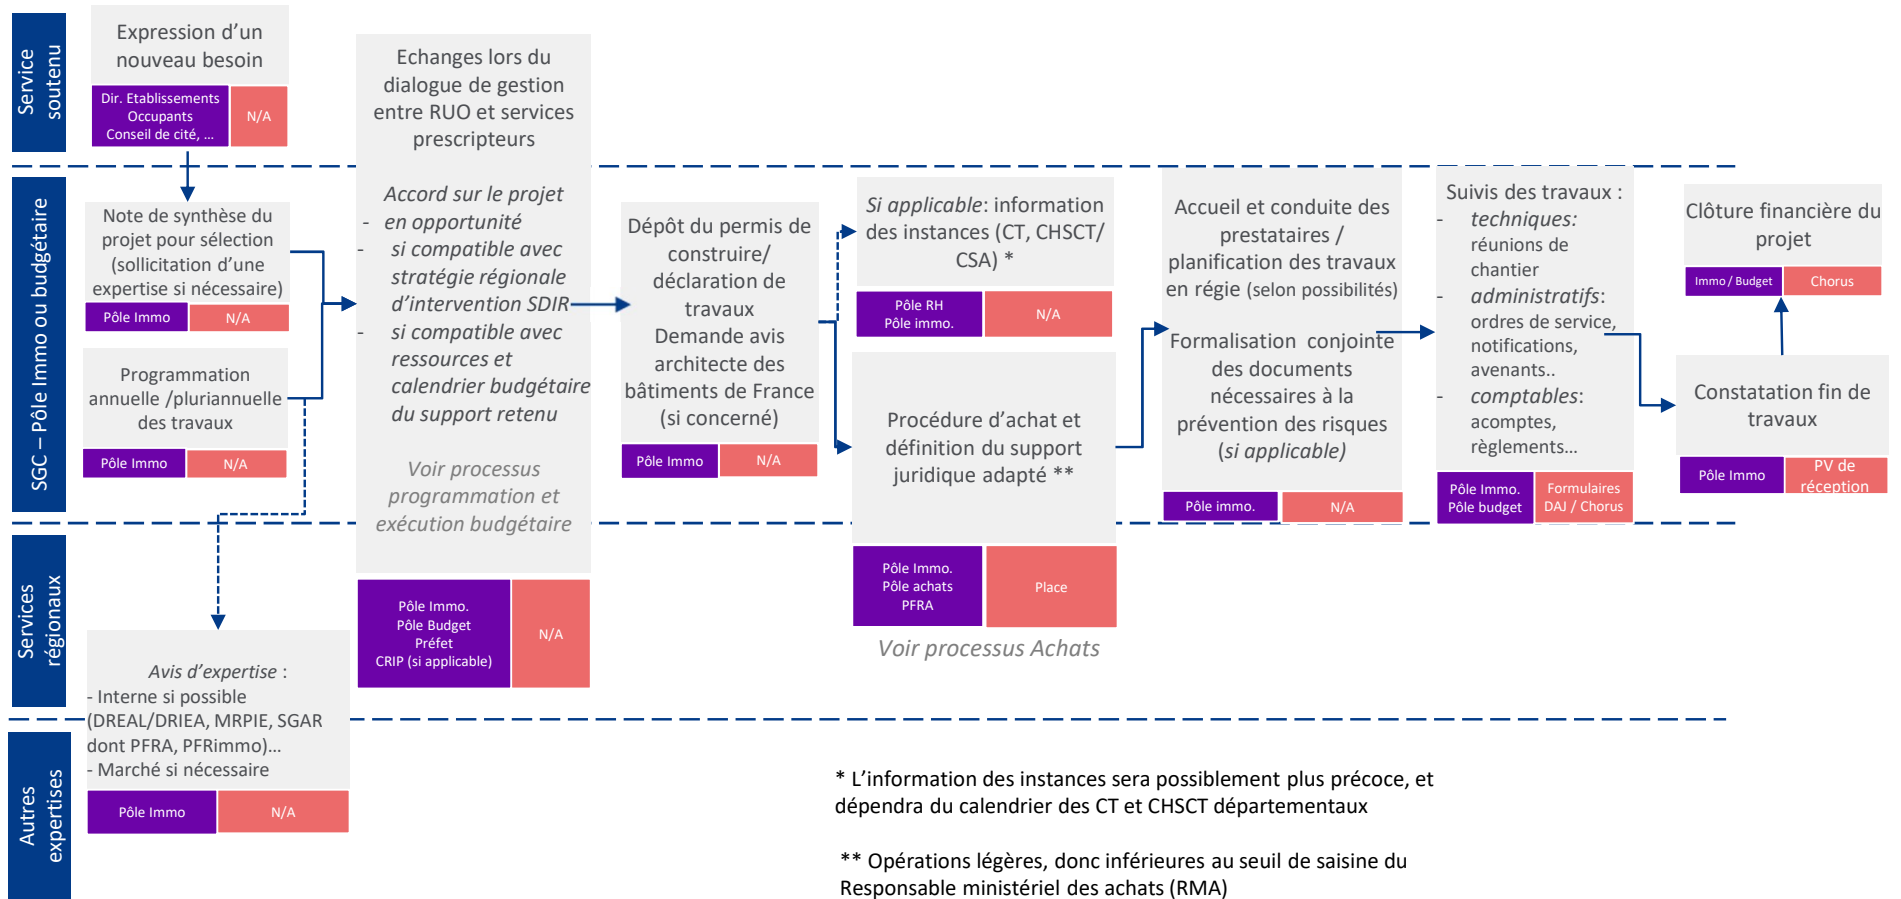 Service
soutenu
Expression d’un
nouveau besoin
Dir. Etablissements
Occupants
Conseil de cité, …
N/A
Echanges lors du
dialogue de gestion
entre RUO et services
prescripteurs
Accord sur le projet
- en opportunité
- si compatible avec
stratégie régionale
d’intervention SDIR
- si compatible avec
ressources et
calendrier budgétaire
du support retenu
Voir processus
programmation et
exécution budgétaire
Pôle Immo.
Pôle Budget
Préfet
CRIP (si applicable)
N/A
SGC – Pôle Immo ou budgétaire
Note de synthèse du
projet pour sélection
(sollicitation d’une
expertise si nécessaire)
Pôle Immo
N/A
Programmation
annuelle /pluriannuelle
des travaux
Pôle Immo
N/A
Dépôt du permis de
construire/
déclaration de
travaux
Demande avis
architecte des
bâtiments de France
(si concerné)
Pôle Immo
N/A
Si applicable: information
des instances (CT, CHSCT/
CSA) *
Pôle RH
Pôle immo.
N/A
Procédure d’achat et
définition du support
juridique adapté **
Pôle Immo.
Pôle achats
PFRA
Place
Voir processus Achats
Accueil et conduite des
prestataires /
planification des travaux
en régie (selon possibilités)
Formalisation conjointe
des documents
nécessaires à la
prévention des risques
(si applicable)
Pôle immo.
N/A
Suivis des travaux :
- techniques:
réunions de
chantier
- administratifs:
ordres de service,
notifications,
avenants..
- comptables:
acomptes,
règlements…
Pôle Immo.
Pôle budget
Formulaires
DAJ / Chorus
Clôture financière du
projet
Immo / Budget
Chorus
Constatation fin de
travaux
Pôle Immo
PV de
réception
Services
régionaux
Avis d’expertise :
- Interne si possible
(DREAL/DRIEA, MRPIE, SGAR
dont PFRA, PFRimmo)…
- Marché si nécessaire
Pôle Immo
N/A
Autres
expertises
* L’information des instances sera possiblement plus précoce, et
dépendra du calendrier des CT et CHSCT départementaux
** Opérations légères, donc inférieures au seuil de saisine du
Responsable ministériel des achats (RMA)